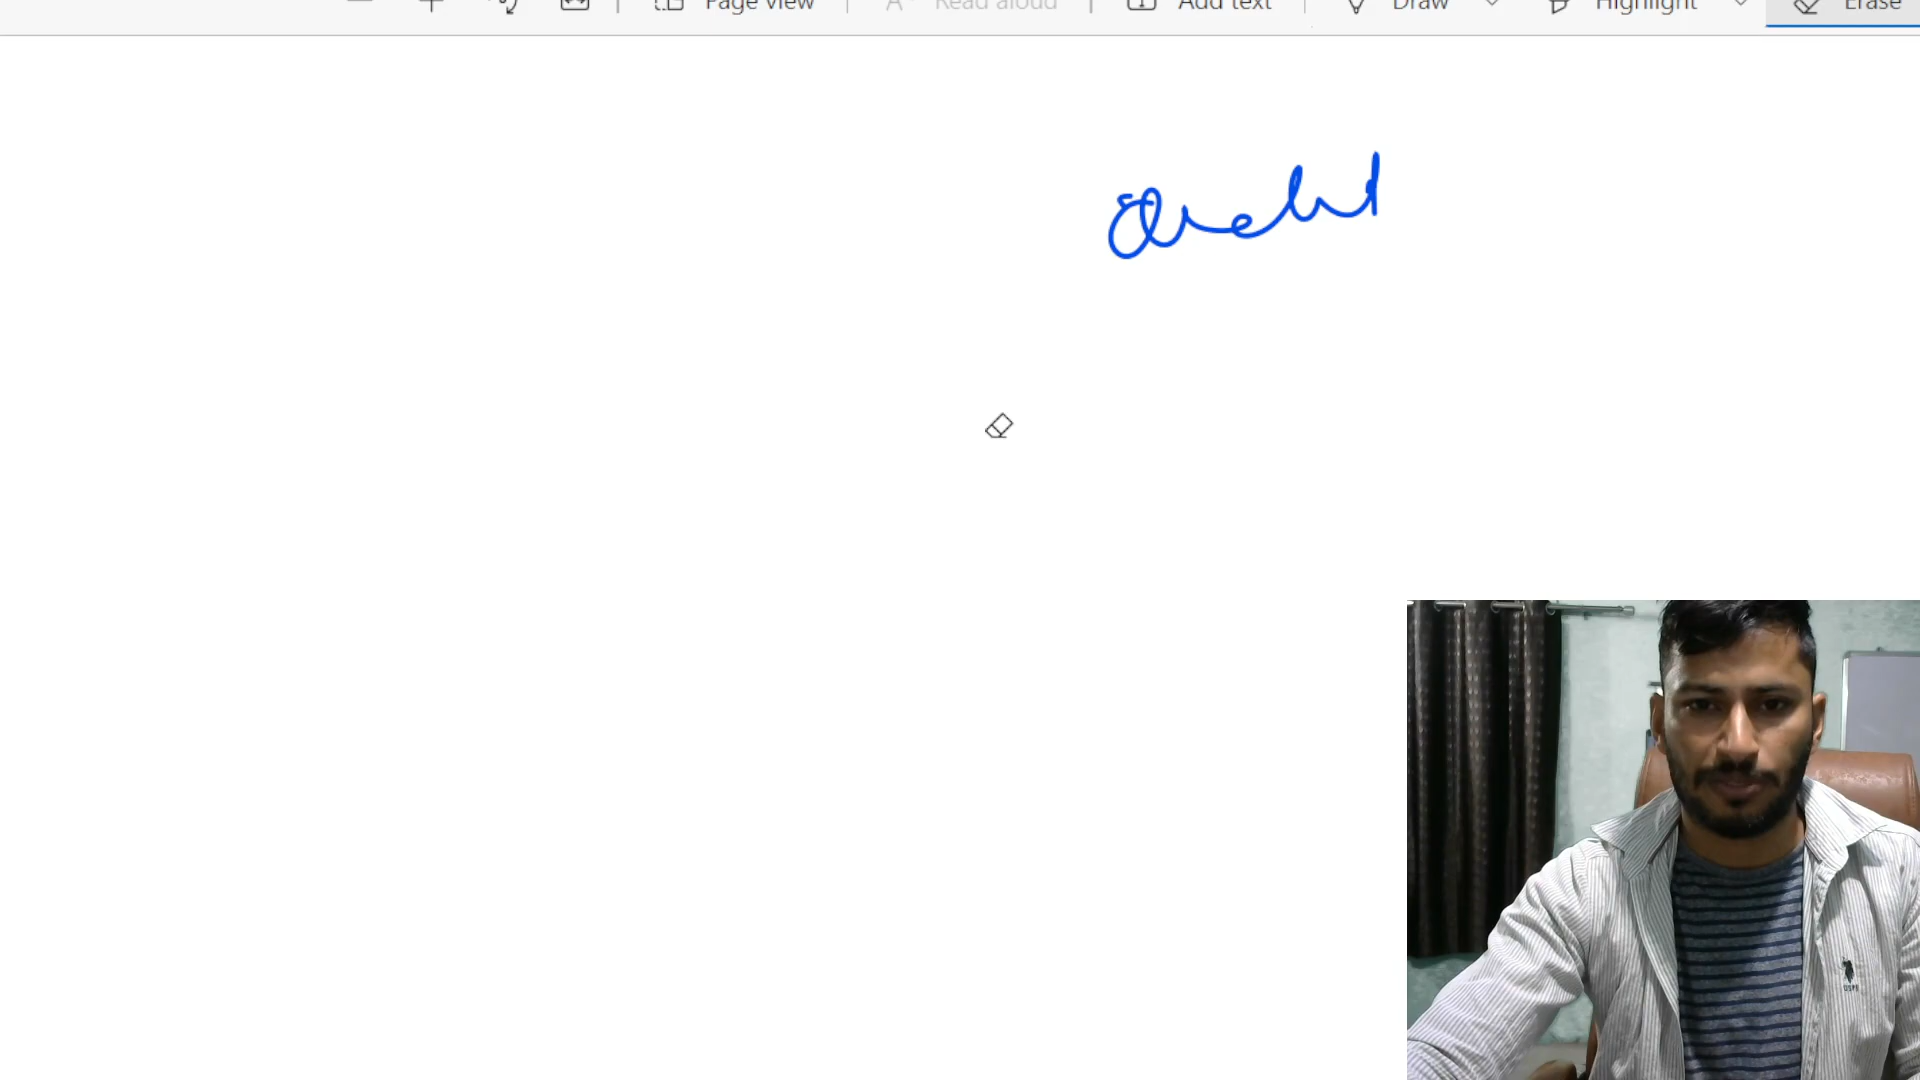 Page view
Read aloud
Add text
Draw
Highlight
Erase